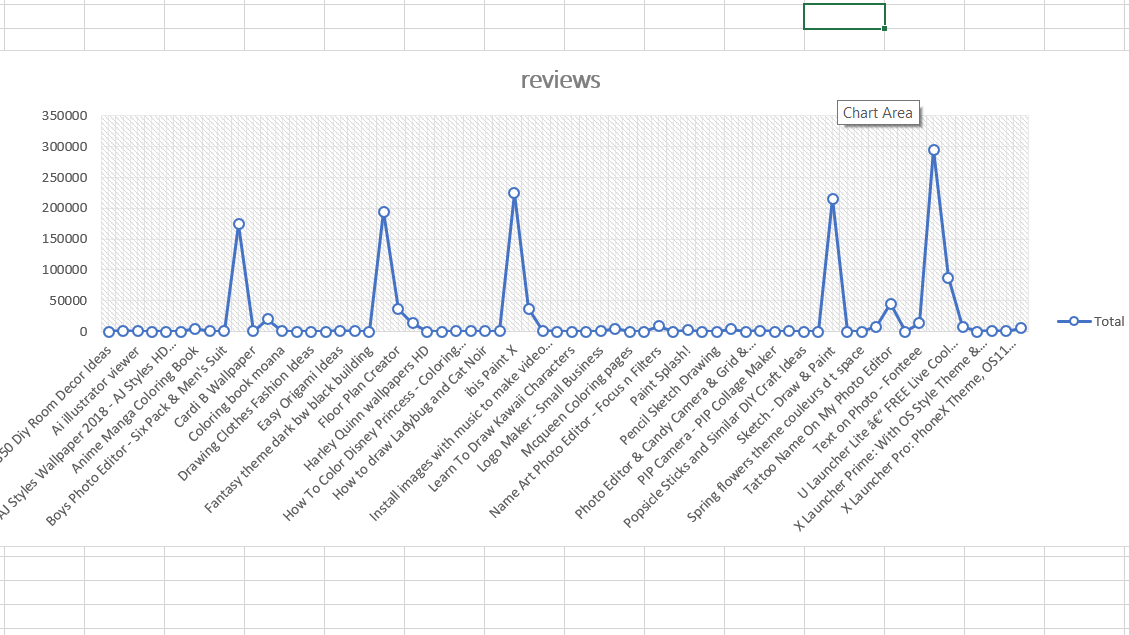 reviews
Chart Area
350000
300000
250000
200000
150000
100000
50000
0
350 Diy Room Decor Ideas
Ai illustrator viewer
AJ Styles Wallpaper 2018 - AJ Styles HD…
Anime Manga Coloring Book
Boys Photo Editor - Six Pack & Men's Suit
Cardi B Wallpaper
Coloring book moana
Drawing Clothes Fashion Ideas
Easy Origami Ideas
Fantasy theme dark bw black building
Floor Plan Creator
Harley Quinn wallpapers HD
How To Color Disney Princess - Coloring…
How to draw Ladybug and Cat Noir
ibis Paint X
Install images with music to make video…
Learn To Draw Kawaii Characters
Logo Maker - Small Business
Mcqueen Coloring pages
Name Art Photo Editor - Focus n Filters
Paint Splash!
Pencil Sketch Drawing
Photo Editor & Candy Camera & Grid &…
PIP Camera - PIP Collage Maker
Popsicle Sticks and Similar DIY Craft Ideas
Sketch - Draw & Paint
Spring flowers theme couleurs d t space
Tattoo Name On My Photo Editor
Text on Photo - Fonteee
U Launcher Lite â€“ FREE Live Cool…
X Launcher Prime: With OS Style Theme &…
X Launcher Pro: PhoneX Theme, OS11…
Total